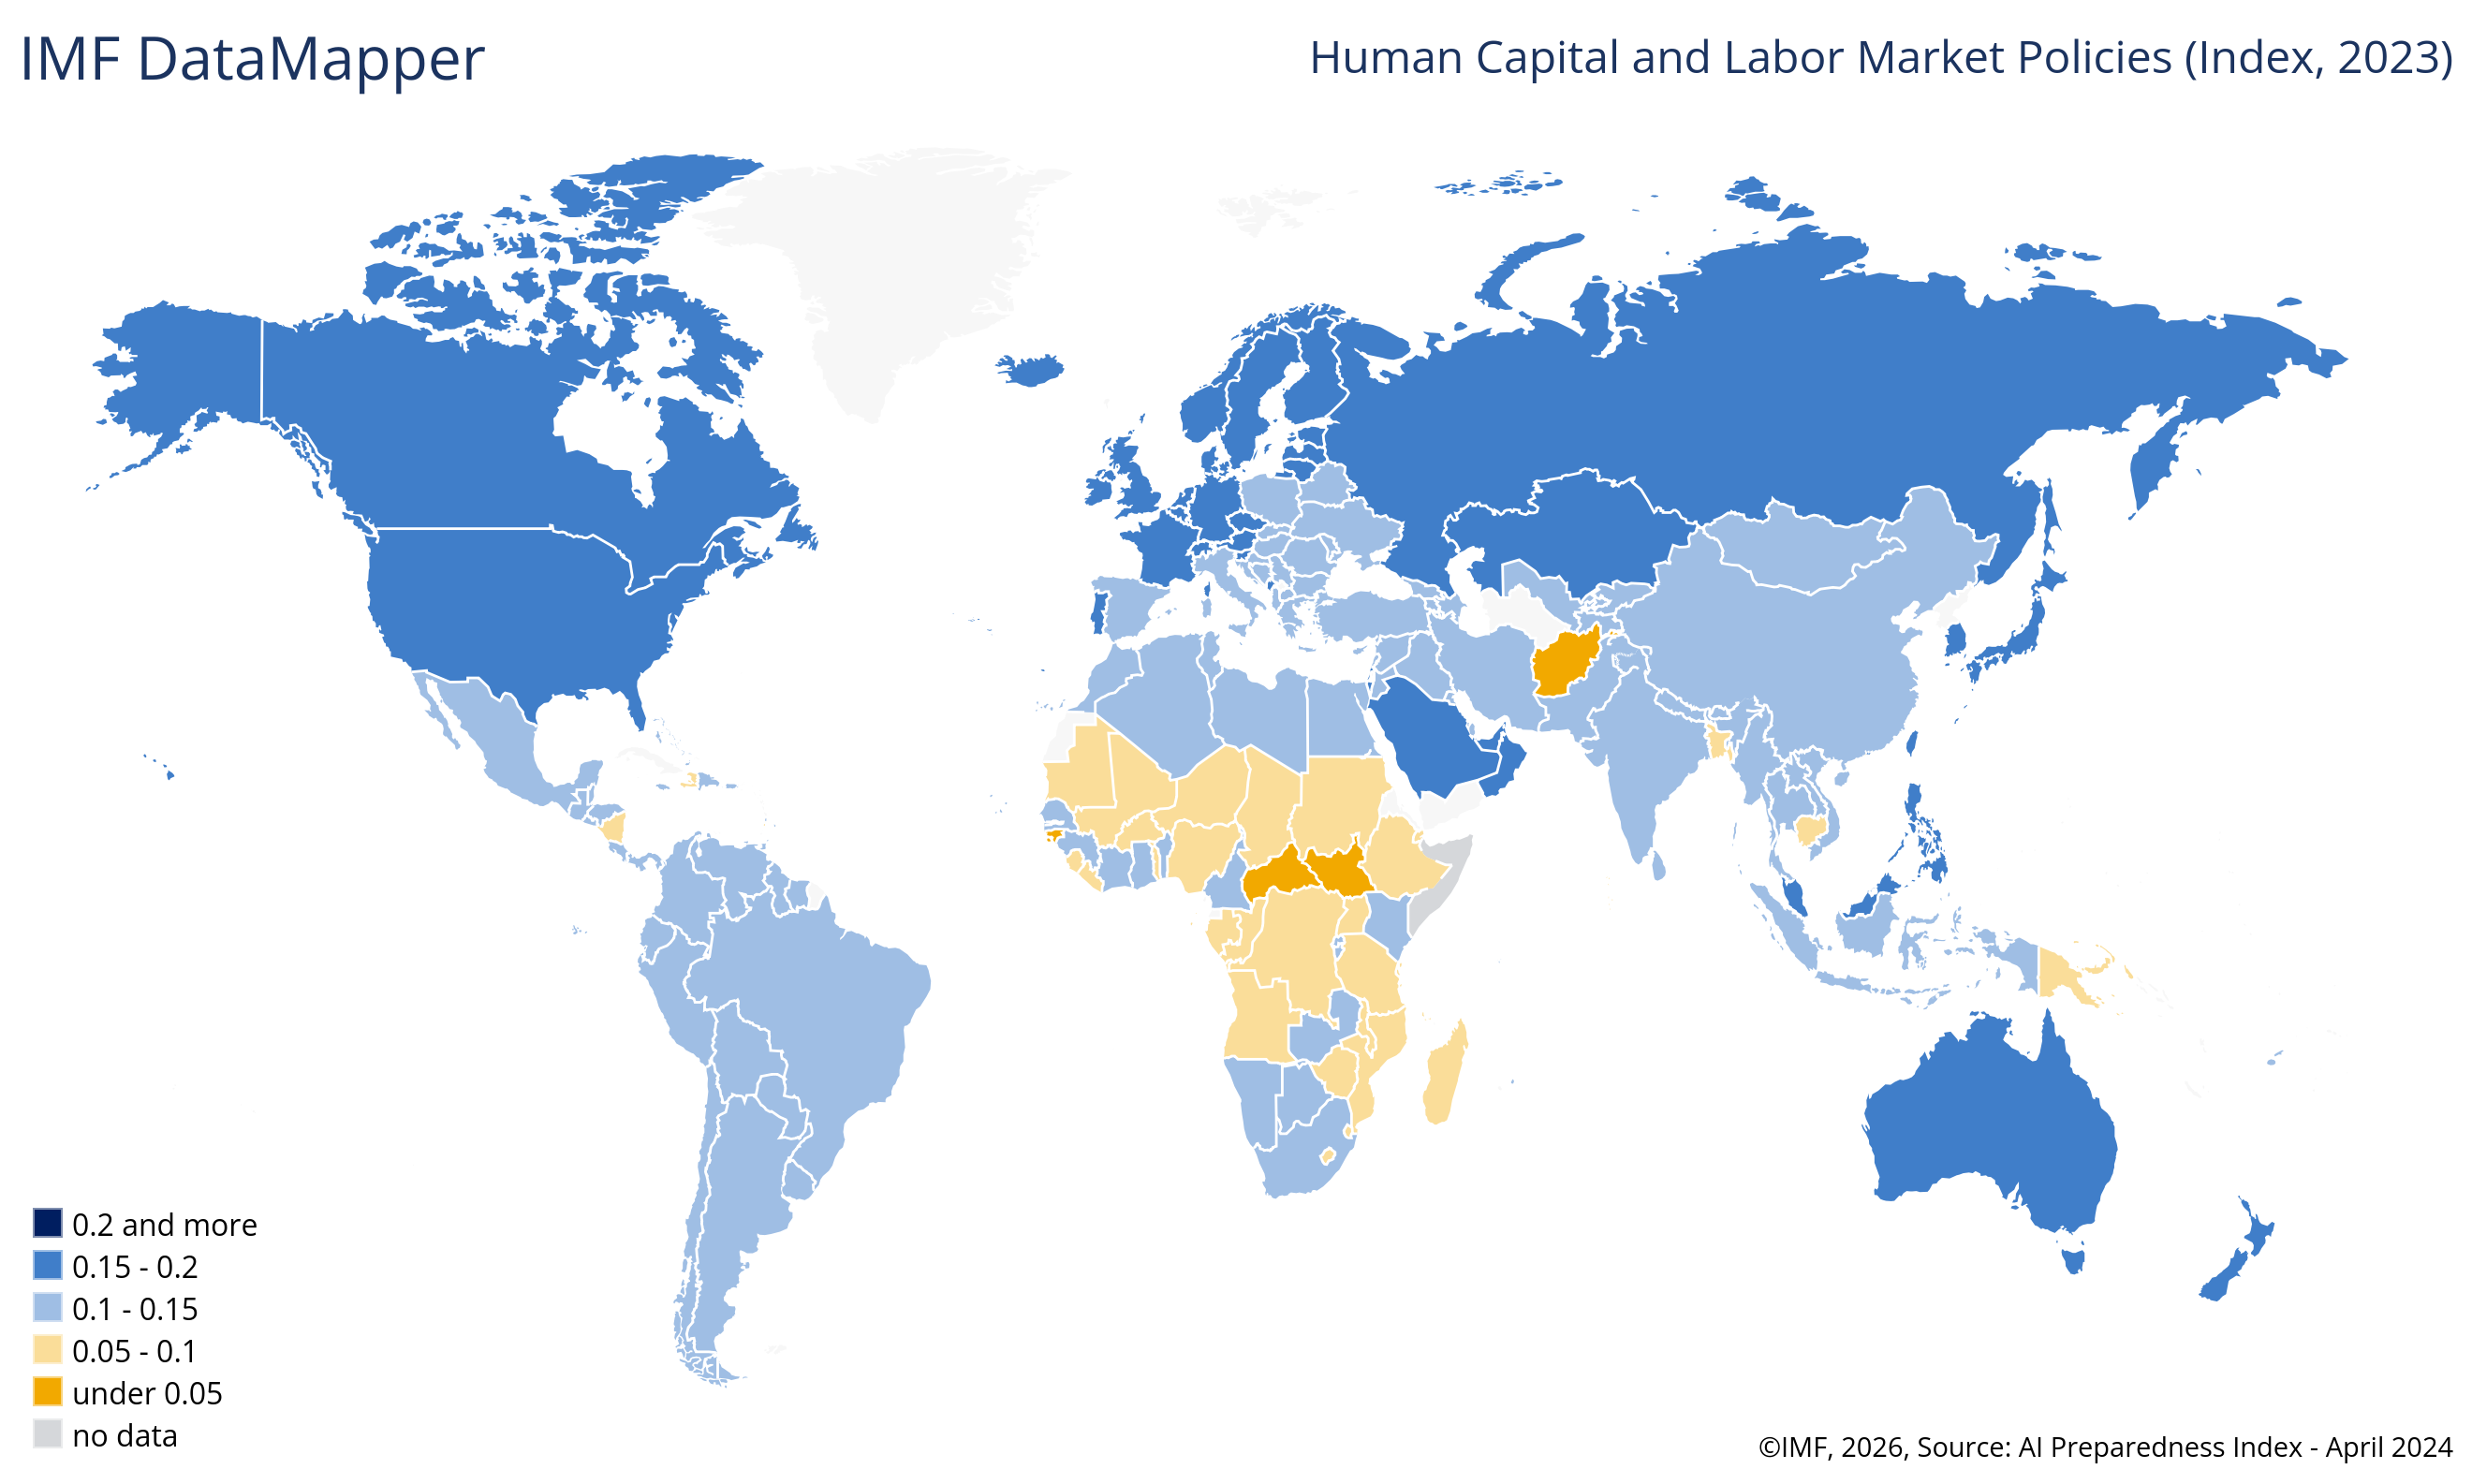 IMF DataMapper
Human Capital and Labor Market Policies (Index, 2023)
0.2 and more
0.15 - 0.2
0.1 - 0.15
0.05 - 0.1
under 0.05
no data
©IMF, 2026, Source: AI Preparedness Index - April 2024